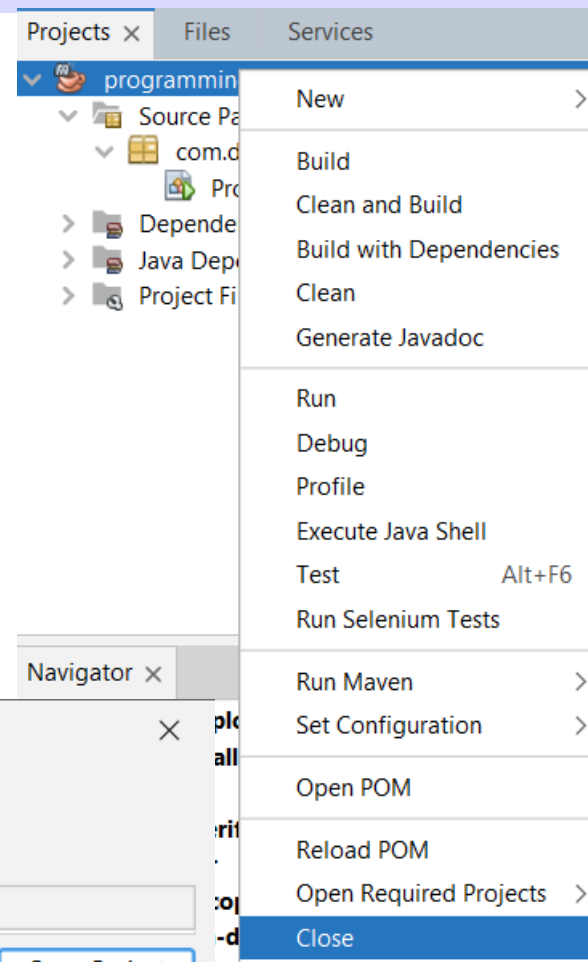 Projects Files Services
programmin
Source Pa
com.d
Pro
Depende
Java Dep
Project Fi
New
Build
Clean and Build
Build with Dependencies
Clean
Generate Javadoc
Run
Debug
Profile
Execute Java Shell
Test Alt+F6
Run Selenium Tests
Run Maven
Set Configuration
Open POM
Reload POM
Open Required Projects
Close
Navigator